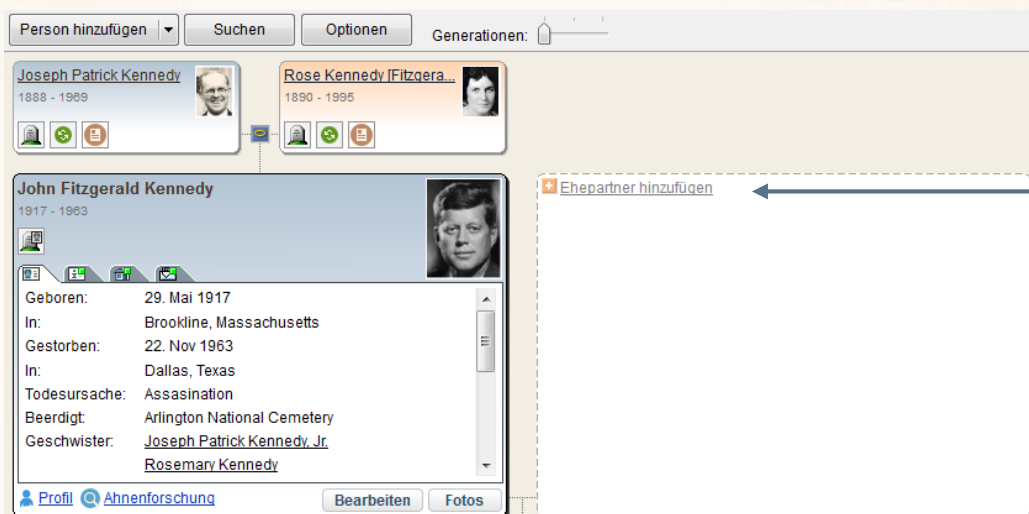 Person hinzufügen Suchen Optionen Generationen:
Joseph Patrick Kennedy
1888 - 1969
Rose Kennedy [Fitzgera...
1890 - 1995
John Fitzgerald Kennedy
1917 - 1963
Ehepartner hinzufügen
Geboren: 29. Mai 1917
In: Brookline, Massachusetts
Gestorben: 22. Nov 1963
In: Dallas, Texas
Todesursache: Assasination
Beerdigt: Arlington National Cemetery
Geschwister: Joseph Patrick Kennedy, Jr.
Rosemary Kennedy
Profil Ahnenforschung Bearbeiten Fotos